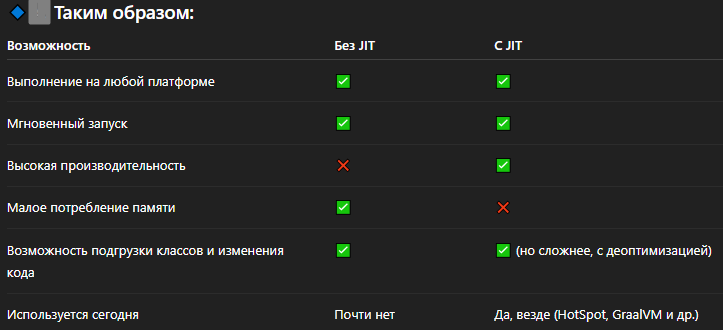 Таким образом:
Возможность Без JIT С JIT
Выполнение на любой платформе ✅ ✅
Мгновенный запуск ✅ ✅
Высокая производительность ❌ ✅
Малое потребление памяти ✅ ❌
Возможность подгрузки классов и изменения ✅ ✅ (но сложнее, с деоптимизацией)
кода
Используется сегодня Почти нет Да, везде (HotSpot, GraalVM и др.)